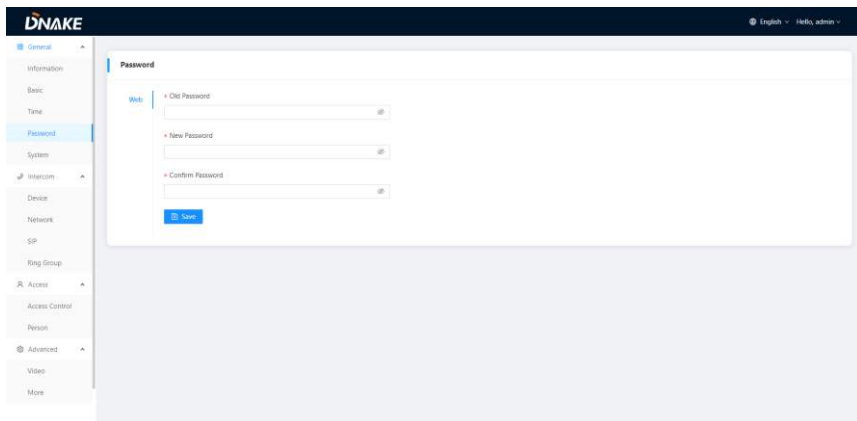 DNAKE
English
Hello, admin
General
Information
Basic
Time
Password
System
Intercom
Device
Network
SIP
Ring Group
Access
Access Control
Person
Advanced
Video
More
Password
Web
* Old Password
* New Password
* Confirm Password
Save